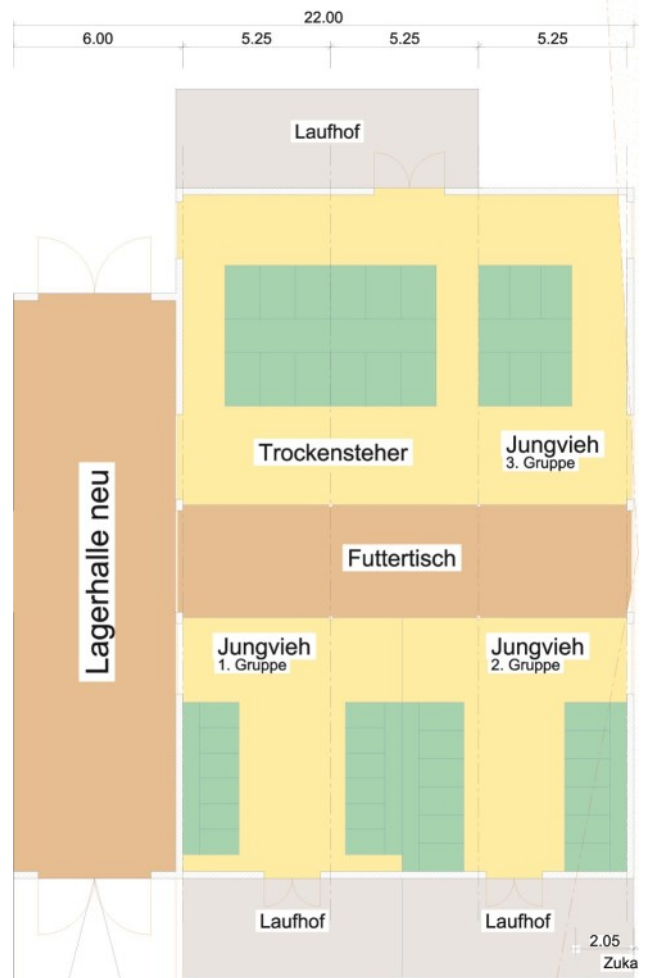 22.00
6.00 5.25 5.25 5.25
Laufhof
Trockensteher
Jungvieh
3. Gruppe
Lagerhalle neu
Futtertisch
Jungvieh
1. Gruppe
Jungvieh
2. Gruppe
Laufhof
Laufhof
2.05
Zuka